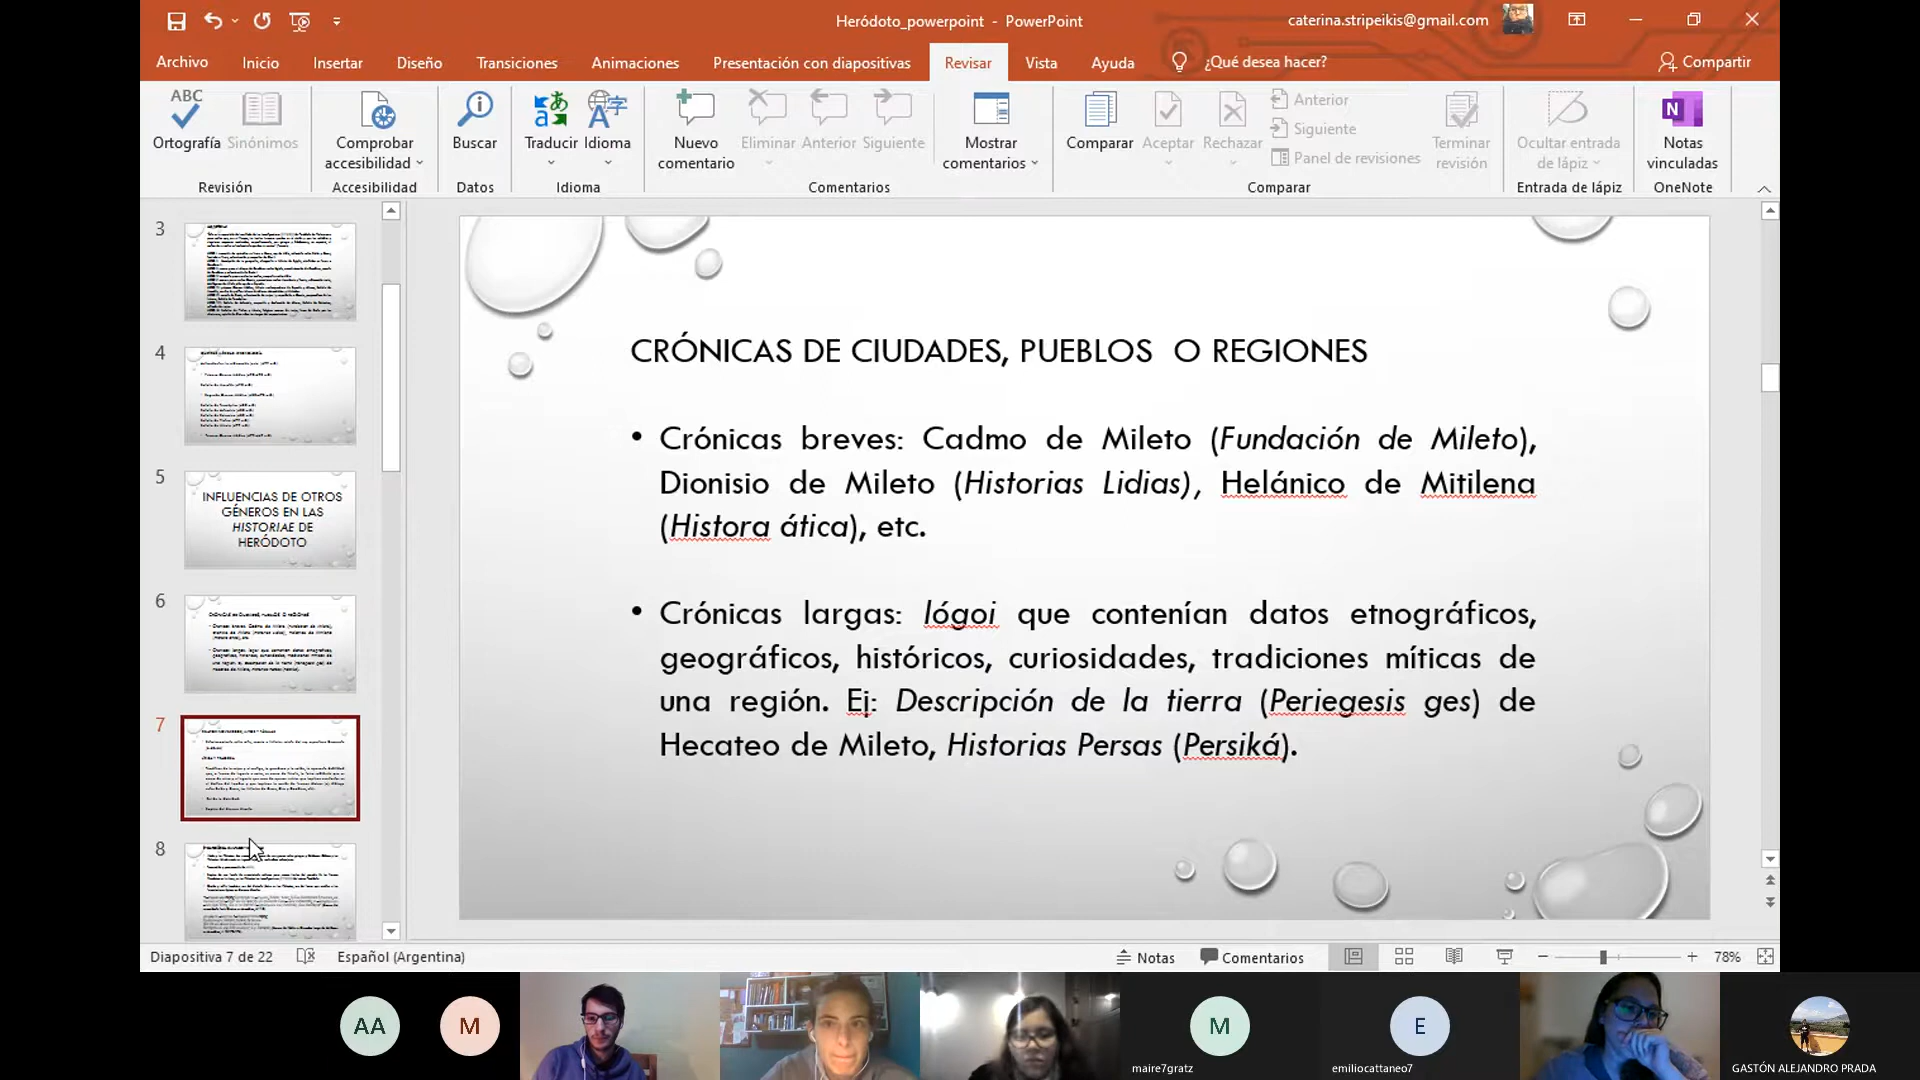 Heródoto_powerpoint - PowerPoint
caterina.stripeikis@gmail.com
Archivo Inicio Insertar Diseño Transiciones Animaciones Presentación con diapositivas Revisar Vista Ayuda ¿Qué desea hacer? Compartir
ABC
Ortografía
Sinónimos
Comprobar
accesibilidad
Buscar
Traducir
Idioma
Nuevo
comentario
Eliminar
Anterior
Siguiente
Mostrar
comentarios
Comparar
Aceptar
Rechazar
Anterior
Siguiente
Panel de revisiones
Terminar
revisión
Ocultar entrada
de lápiz
N
Notas
vinculadas
Revisión Accesibilidad Datos Idioma Comentarios Comparar Entrada de lápiz OneNote
3
4
5
INFLUENCIAS DE OTROS
GÉNEROS EN LAS
HISTORIAE DE
HERÓDOTO
6
CRÓNICAS DE CIUDADES, PUEBLOS O REGIONES
7
8
CRÓNICAS DE CIUDADES, PUEBLOS O REGIONES
• Crónicas breves: Cadmo de Mileto (Fundación de Mileto),
Dionisio de Mileto (Historias Lidias), Helánico de Mitilena
(Histora ática), etc.
• Crónicas largas: lógoi que contenían datos etnográficos,
geográficos, históricos, curiosidades, tradiciones míticas de
una región. Ej: Descripción de la tierra (Periegesis ges) de
Hecateo de Mileto, Historias Persas (Persiká).
Diapositiva 7 de 22
Español (Argentina)
Notas
Comentarios
78%
AA
M
M
maire7gratz
E
emiliocattaneo7
GASTÓN ALEJANDRO PRADA